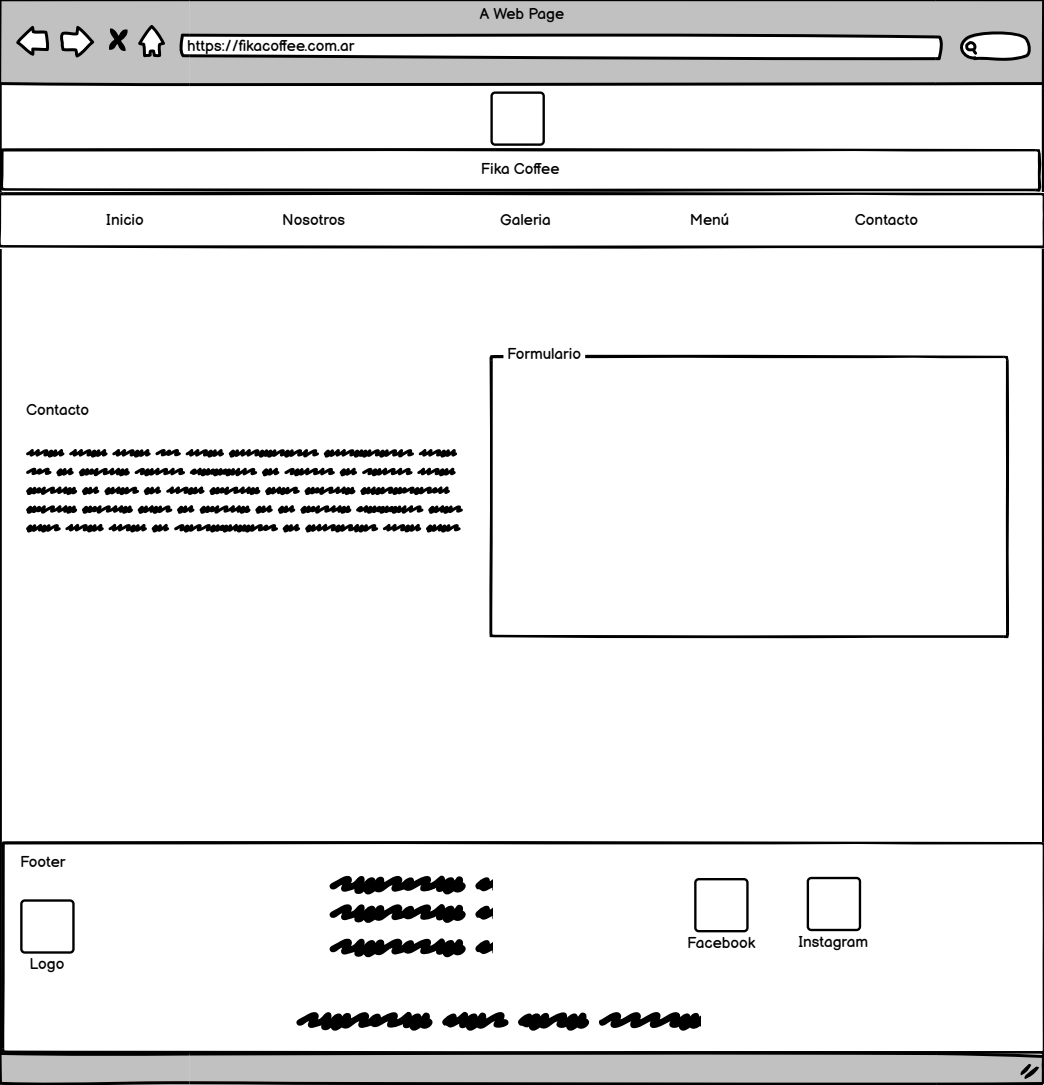 A Web Page
https://fikacoffee.com.ar
Fika Coffee
Inicio Nosotros Galeria Menú Contacto
Formulario
Contacto
Footer
Logo
Facebook
Instagram